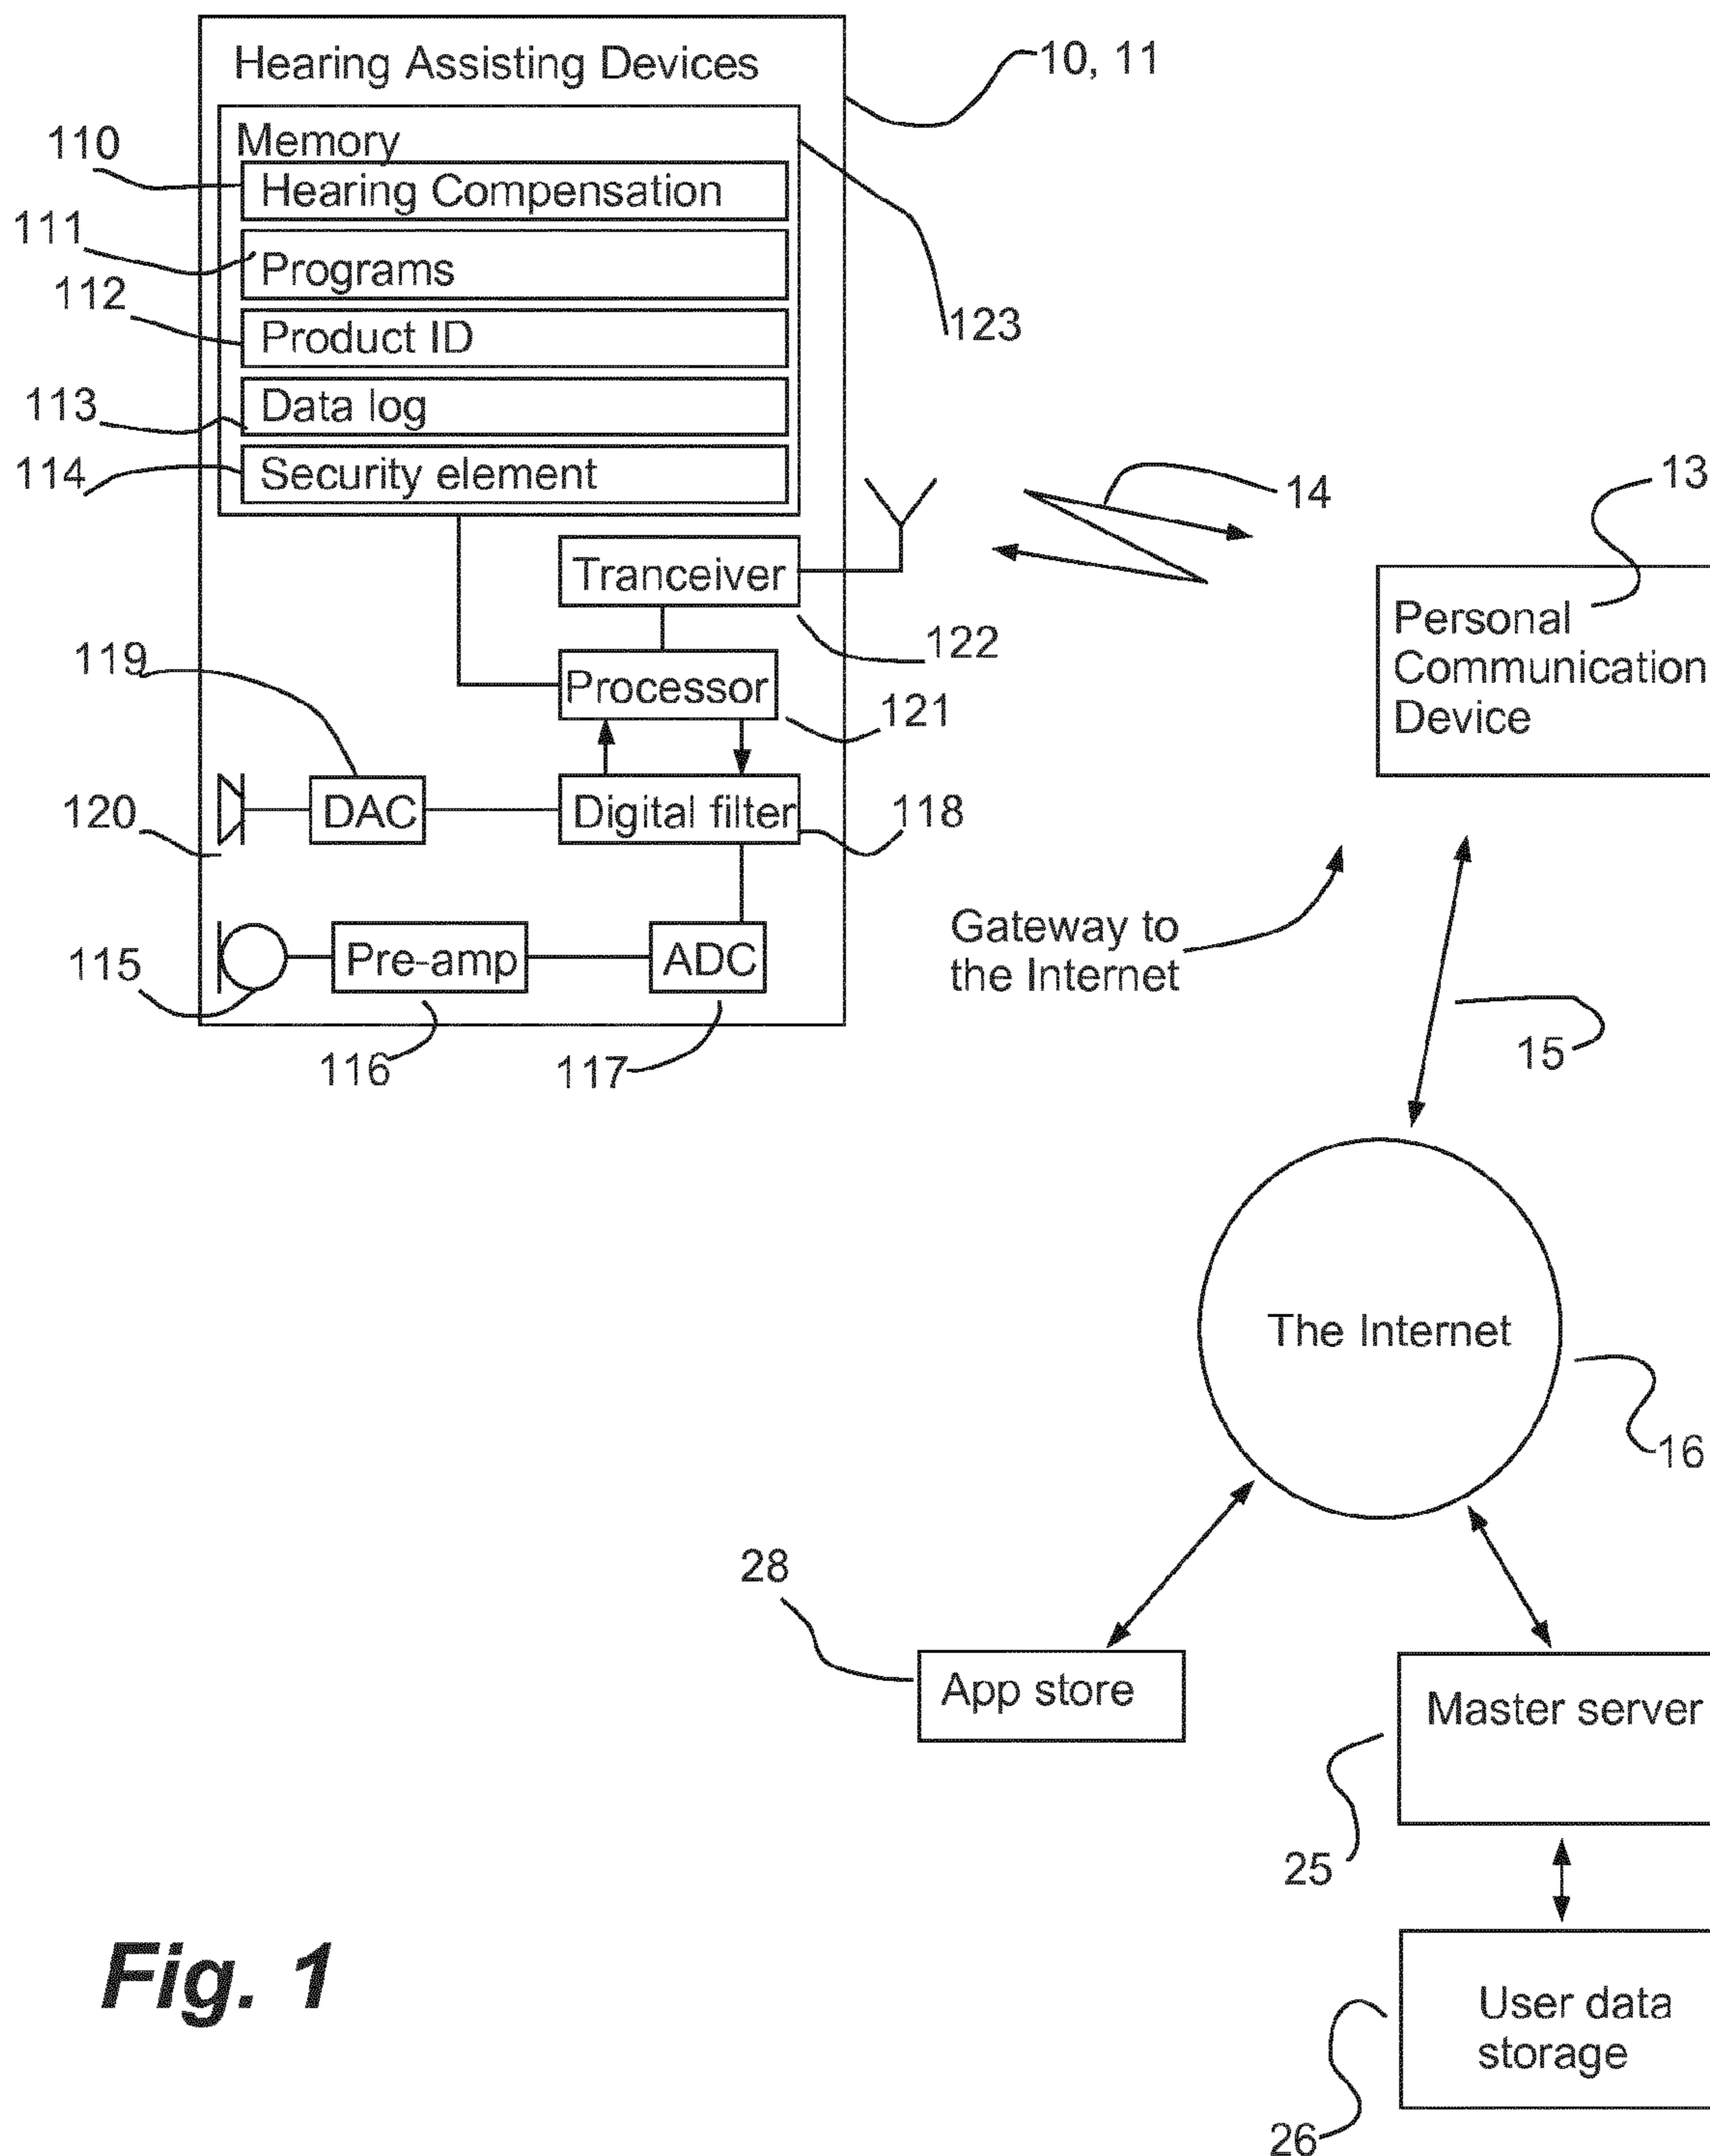 Hearing Assisting Devices
10, 11
Memory
110
Hearing Compensation
111
Programs
112
Product ID
123
113
Data log
114
Security element
14
13
Tranceiver
Personal
Communication
Device
122
119
Processor
121
120
DAC
Digital filter
118
Gateway to
the Internet
115
Pre-amp
ADC
116
117
15
The Internet
16
28
App store
Master server
25
User data
storage
26
Fig. 1